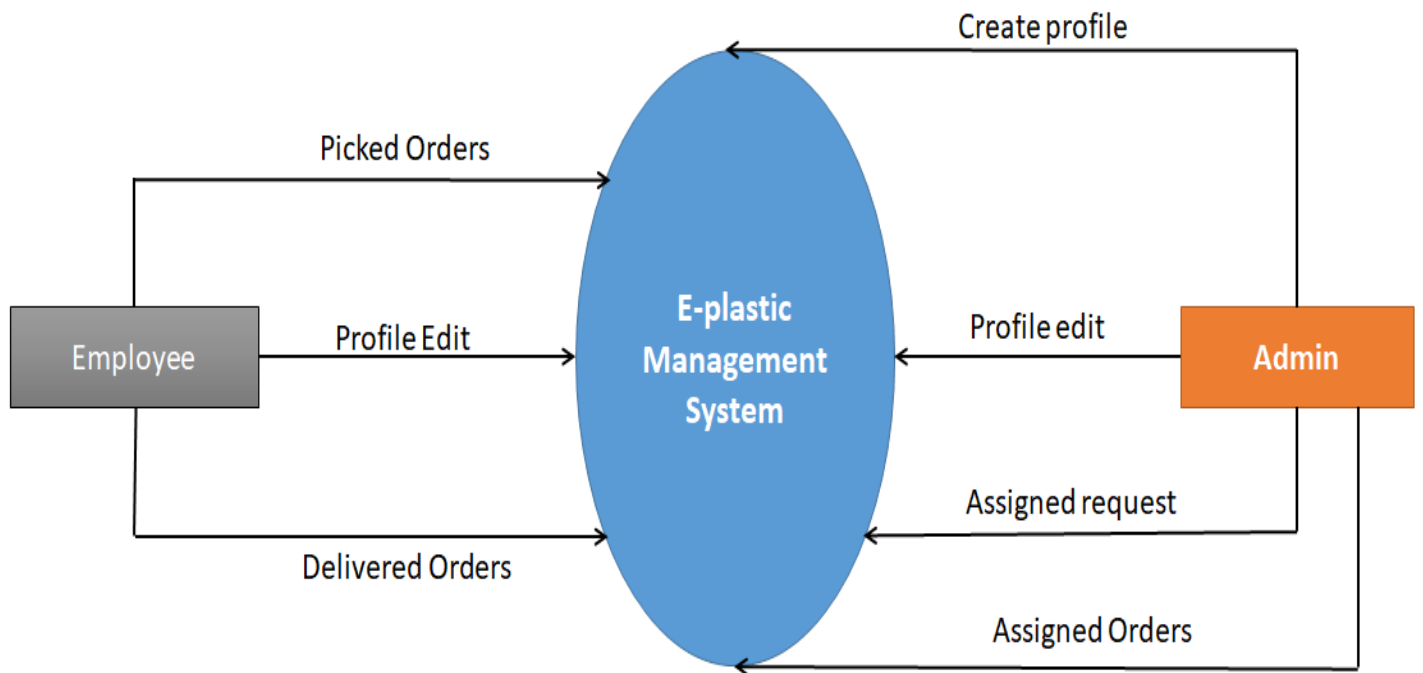 Create profile
Picked Orders
E-plastic
Management
System
Profile Edit
Profile edit
Employee
Admin
Assigned request
Delivered Orders
Assigned Orders